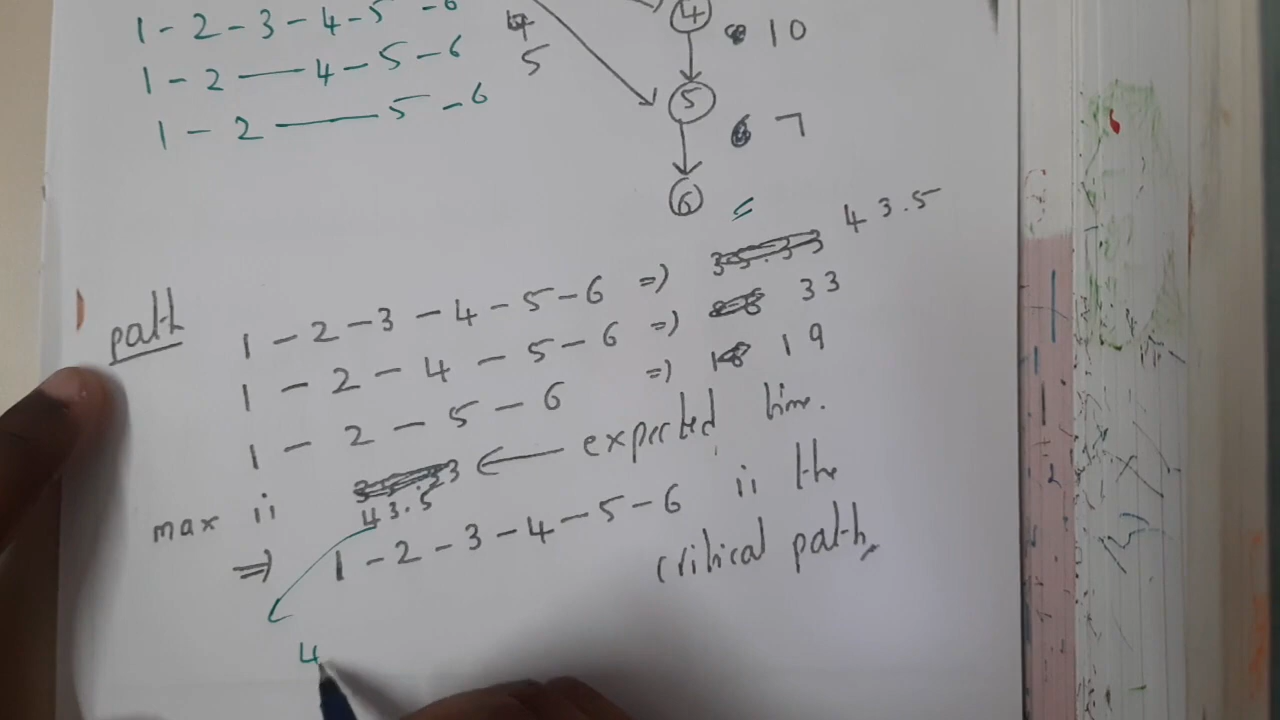 1 - 2 - 3 - 4 - 5 - 6
1 - 2 — 4 - 5 - 6
1 - 2 — 5 - 6
4
5
4
10
5
7
6
path
1 - 2 - 3 - 4 - 5 - 6 => 43.5
1 - 2 - 4 - 5 - 6 => 33
1 - 2 - 5 - 6 => 19
max is 43.5 ← expected time.
=> 1 - 2 - 3 - 4 - 5 - 6 is the
critical path.
4